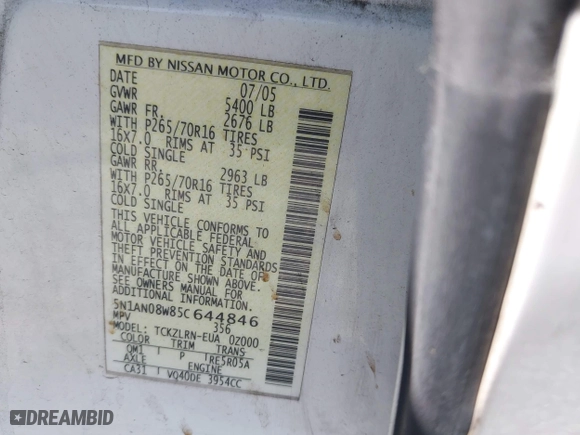 MFD BY NISSAN MOTOR CO., LTD.
DATE 07/05
GVWR 5400 LB
GAWR FR. 2676 LB
WITH P265/70R16 TIRES
16X7.0 RIMS AT 35 PSI
COLD SINGLE
GAWR RR. 2963 LB
WITH P265/70R16 TIRES
16X7.0 RIMS AT 35 PSI
COLD SINGLE
THIS VEHICLE CONFORMS TO
ALL APPLICABLE FEDERAL
MOTOR VEHICLE SAFETY AND
THEFT PREVENTION STANDARDS
IN EFFECT ON THE DATE OF
MANUFACTURE SHOWN ABOVE.
SEE OWNERS MANUAL FOR
ADDITIONAL INFORMATION.
5N1AN08W85C644846
MPV 356
MODEL: TCKZLRN-EUA 0Z000
COLOR TRIM TRANS
QM1 P RE5R05A
AXLE ENGINE
CA31 VQ40DE 3954CC
DREAMBID